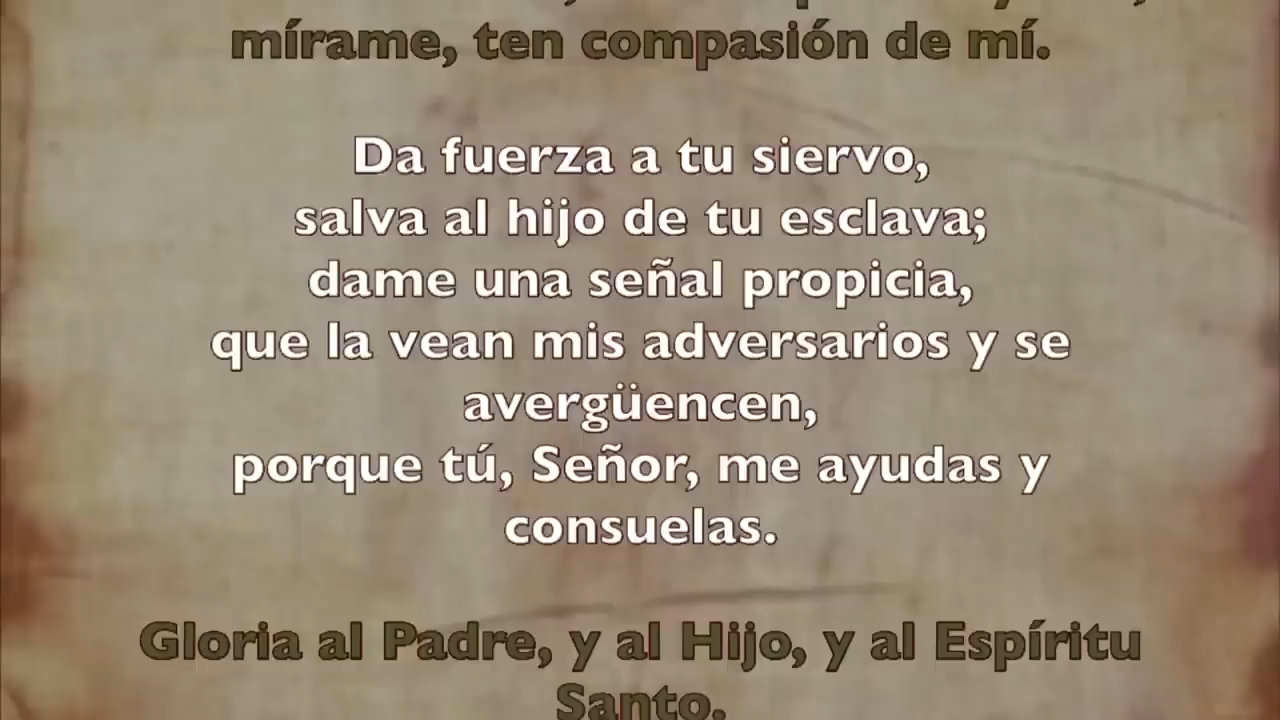 mírame, ten compasión de mí.
Da fuerza a tu siervo,
salva al hijo de tu esclava;
dame una señal propicia,
que la vean mis adversarios y se
avergüencen,
porque tú, Señor, me ayudas y
consuelas.
Gloria al Padre, y al Hijo, y al Espíritu
Santo.